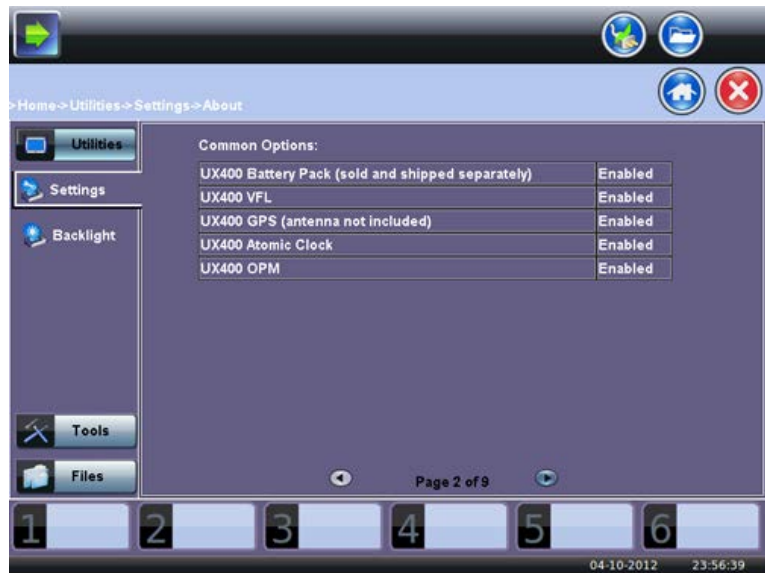 >Home->Utilities->Settings->About
Utilities
Settings
Backlight
Tools
Files
Common Options:
UX400 Battery Pack (sold and shipped separately) Enabled
UX400 VFL Enabled
UX400 GPS (antenna not included) Enabled
UX400 Atomic Clock Enabled
UX400 OPM Enabled
Page 2 of 9
1 2 3 4 5 6
04-10-2012 23:56:39